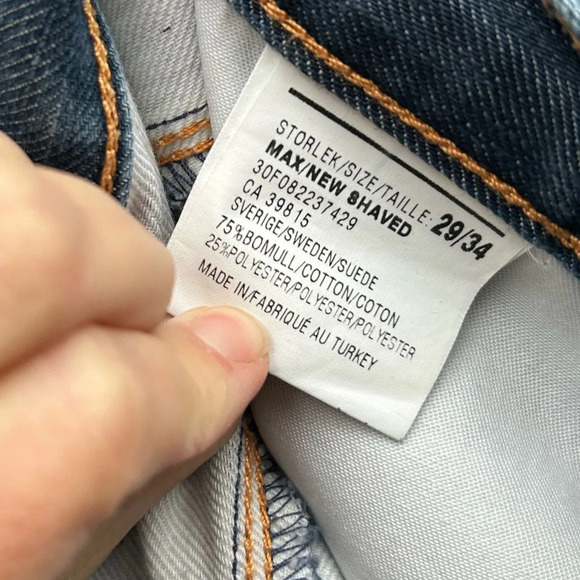 STORLEK/SIZE/TAILLE: 29/34
MAX/NEW SHAVED
30F082237429
CA 39815
SVERIGE/SWEDEN/SUEDE
75%BOMULL/COTTON/COTON
25%POLYESTER/POLYESTER/POLYESTER
MADE IN/FABRIQUÉ AU TURKEY